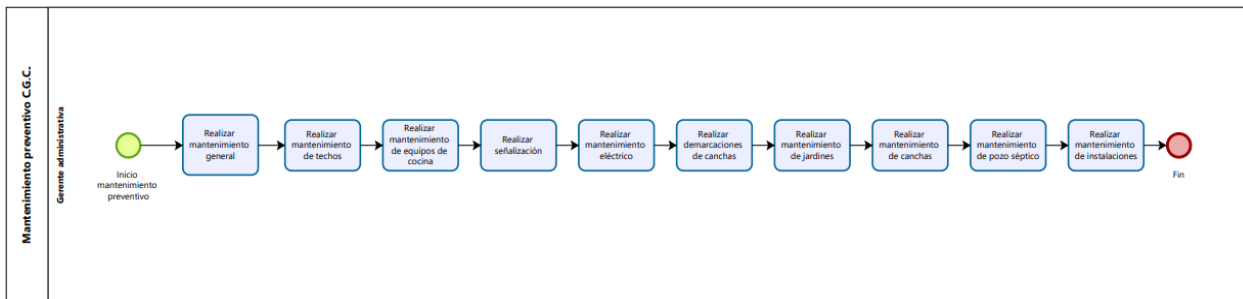 Mantenimiento preventivo C.G.C.
Gerente administrativa
Inicio
mantenimiento
preventivo
Realizar
mantenimiento
general
Realizar
mantenimiento
de techos
Realizar
mantenimiento
de equipos de
cocina
Realizar
señalización
Realizar
mantenimiento
eléctrico
Realizar
demarcaciones
de canchas
Realizar
mantenimiento
de jardines
Realizar
mantenimiento
de canchas
Realizar
mantenimiento
de pozo séptico
Realizar
mantenimiento
de instalaciones
Fin